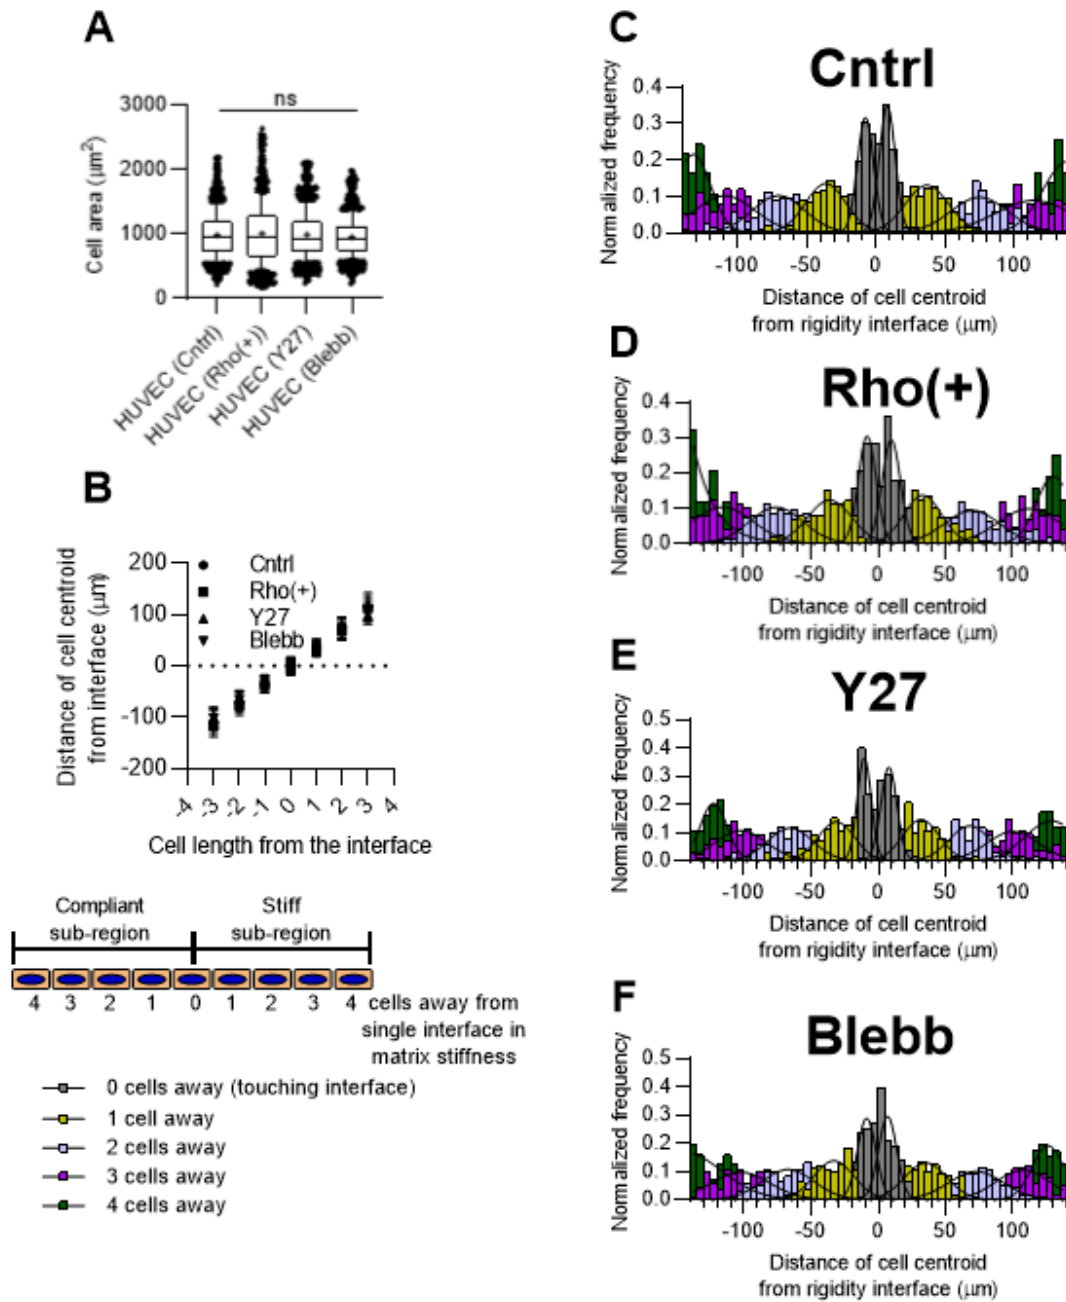 A
3000
2000
1000
0
Cell area (μm²)
ns
HUVEC (Cntrl)
HUVEC (Rho(+))
HUVEC (Y27)
HUVEC (Blebb)
B
200
100
0
-100
-200
Distance of cell centroid
from interface (μm)
Cntrl
Rho(+)
Y27
Blebb
-4 -3 -2 -1 0 1 2 3 4
Cell length from the interface
Compliant
sub-region
Stiff
sub-region
4 3 2 1 0 1 2 3 4 cells away from
single interface in
matrix stiffness
0 cells away (touching interface)
1 cell away
2 cells away
3 cells away
4 cells away
C
Cntrl
Normalized frequency
0.4
0.3
0.2
0.1
0.0
-100 -50 0 50 100
Distance of cell centroid
from rigidity interface (μm)
D
Rho(+)
Normalized frequency
0.4
0.3
0.2
0.1
0.0
-100 -50 0 50 100
Distance of cell centroid
from rigidity interface (μm)
E
Y27
Normalized frequency
0.5
0.4
0.3
0.2
0.1
0.0
-100 -50 0 50 100
Distance of cell centroid
from rigidity interface (μm)
F
Blebb
Normalized frequency
0.5
0.4
0.3
0.2
0.1
0.0
-100 -50 0 50 100
Distance of cell centroid
from rigidity interface (μm)